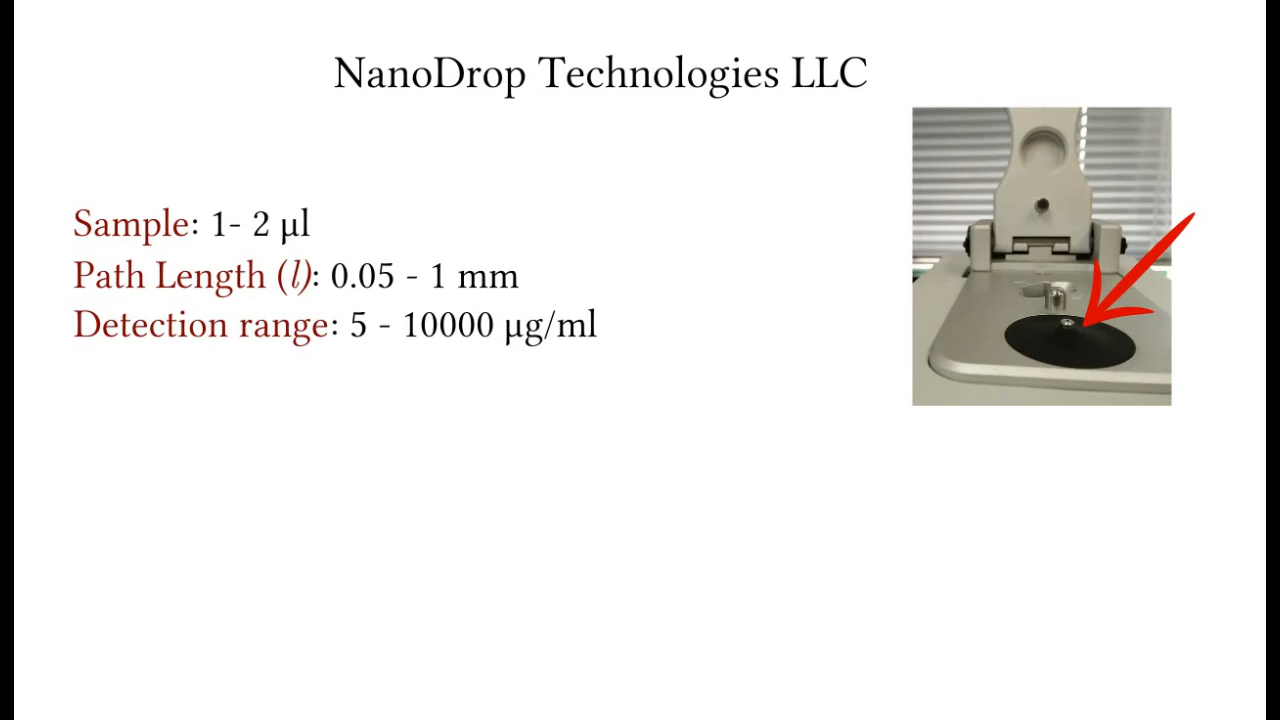 NanoDrop Technologies LLC
Sample: 1- 2 µl
Path Length (l): 0.05 - 1 mm
Detection range: 5 - 10000 µg/ml